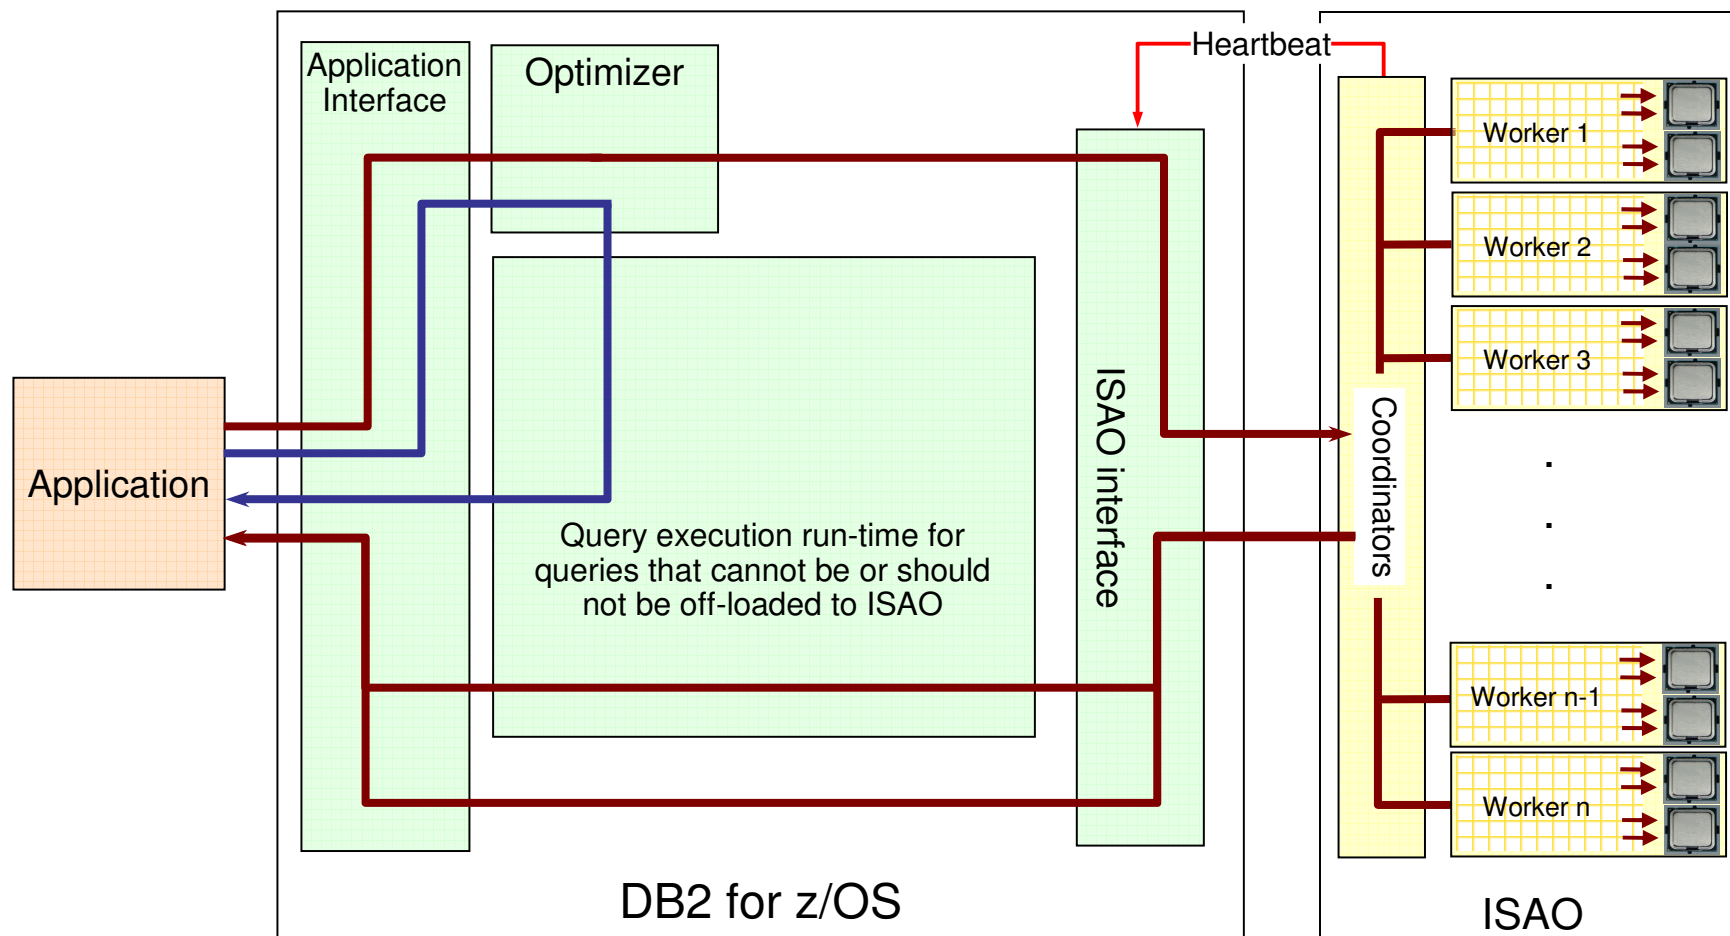 Heartbeat
Application
Interface
Optimizer
Worker 1
Worker 2
Worker 3
ISAO interface
Coordinators
Application
Query execution run-time for
queries that cannot be or should
not be off-loaded to ISAO
.
.
.
Worker n-1
Worker n
DB2 for z/OS
ISAO